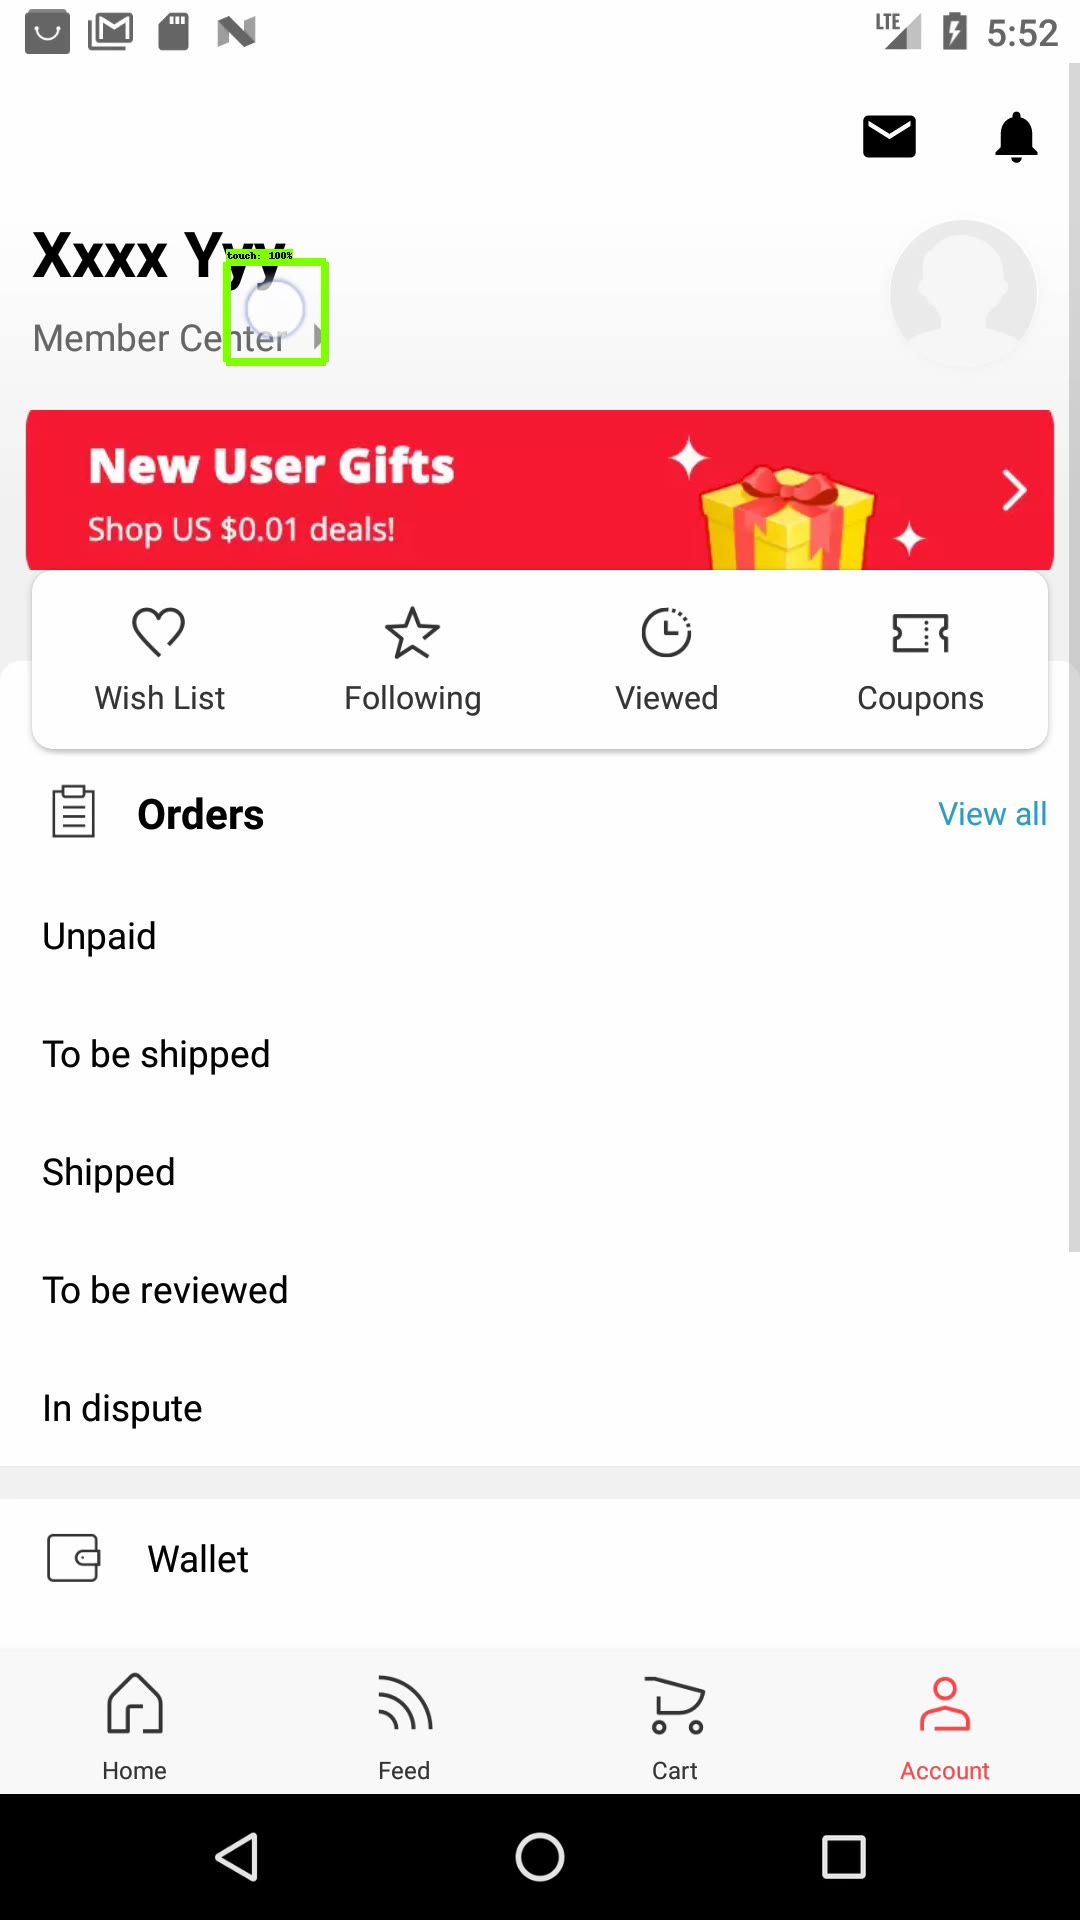 LTE 5:52
Xxxx Yyy
touch: 100%
Member Center
New User Gifts
Shop US $0.01 deals!
Wish List Following Viewed Coupons
Orders View all
Unpaid
To be shipped
Shipped
To be reviewed
In dispute
Wallet
Home Feed Cart Account